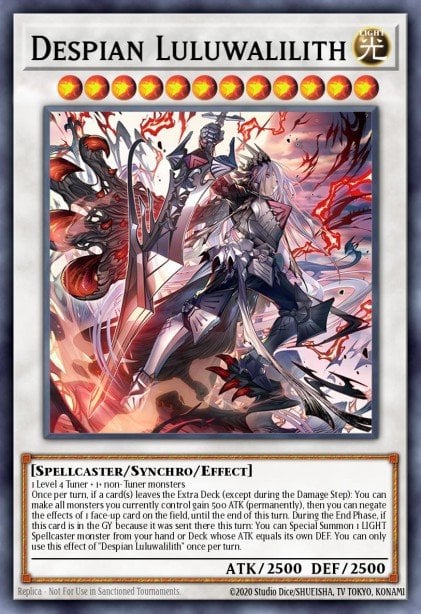 Despian Luluwalilith
LIGHT
光
[Spellcaster/Synchro/Effect]
1 Level 4 Tuner + 1+ non-Tuner monsters
Once per turn, if a card(s) leaves the Extra Deck (except during the Damage Step): You can
make all monsters you currently control gain 500 ATK (permanently), then you can negate
the effects of 1 face-up card on the field, until the end of this turn. During the End Phase, if
this card is in the GY because it was sent there this turn: You can Special Summon 1 LIGHT
Spellcaster monster from your hand or Deck whose ATK equals its own DEF. You can only
use this effect of "Despian Luluwalilith" once per turn.
ATK/2500 DEF/2500
Replica - Not For Use in Sanctioned Tournaments.
©2020 Studio Dice/SHUEISHA, TV TOKYO, KONAMI